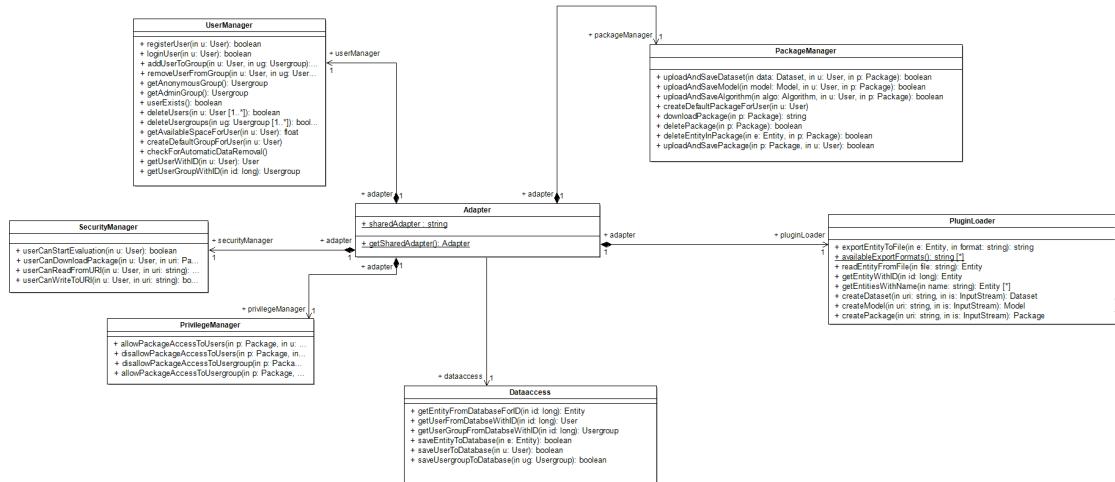 UserManager
+ registerUser(in u: User): boolean
+ loginUser(in u: User): boolean
+ addUserToGroup(in u: User, in ug: Usergroup):...
+ removeUserFromGroup(in u: User, in ug: User...
+ getAnonymousGroup(): Usergroup
+ getAdminGroup(): Usergroup
+ userExists(): boolean
+ deleteUsers(in u: User [1..*]): boolean
+ deleteUsergroups(in ug: Usergroup [1..*]): bool...
+ getAvailableSpaceForUser(in u: User): float
+ createDefaultGroupForUser(in u: User)
+ checkForAutomaticDataRemoval()
+ getUserWithID(in u: User): User
+ getUserGroupWithID(in id: long): Usergroup
+ userManager
1
+ packageManager
1
PackageManager
+ uploadAndSaveDataset(in data: Dataset, in u: User, in p: Package): boolean
+ uploadAndSaveModel(in model: Model, in u: User, in p: Package): boolean
+ uploadAndSaveAlgorithm(in algo: Algorithm, in u: User, in p: Package): boolean
+ createDefaultPackageForUser(in u: User)
+ downloadPackage(in p: Package): string
+ deletePackage(in p: Package): boolean
+ deleteEntityInPackage(in e: Entity, in p: Package): boolean
+ uploadAndSavePackage(in p: Package, in u: User): boolean
+ adapter
1
+ adapter
1
Adapter
+ sharedAdapter : string
+ getSharedAdapter(): Adapter
SecurityManager
+ userCanStartEvaluation(in u: User): boolean
+ userCanDownloadPackage(in u: User, in uri: Pa...
+ userCanReadFromURI(in u: User, in uri: string): ...
+ userCanWriteToURI(in u: User, in uri: string): bo...
+ securityManager
1
+ adapter
1
+ adapter
1
+ pluginLoader
1
PluginLoader
+ exportEntityToFile(in e: Entity, in format: string): string
+ availableExportFormats(): string [*]
+ readEntityFromFile(in file: string): Entity
+ getEntityWithID(in id: long): Entity
+ getEntitiesWithName(in name: string): Entity [*]
+ createDataset(in uri: string, in is: InputStream): Dataset
+ createModel(in uri: string, in is: InputStream): Model
+ createPackage(in uri: string, in is: InputStream): Package
+ adapter
1
+ privilegeManager
1
PrivilegeManager
+ allowPackageAccessToUsers(in p: Package, in u: ...
+ disallowPackageAccessToUsers(in p: Package, in...
+ disallowPackageAccessToUsergroup(in p: Packa...
+ allowPackageAccessToUsergroup(in p: Package, ...
+ dataaccess
1
Dataaccess
+ getEntityFromDatabaseForID(in id: long): Entity
+ getUserFromDatabseWithID(in id: long): User
+ getUserGroupFromDatabseWithID(in id: long): Usergroup
+ saveEntityToDatabase(in e: Entity): boolean
+ saveUserToDatabase(in u: User): boolean
+ saveUsergroupToDatabase(in ug: Usergroup): boolean